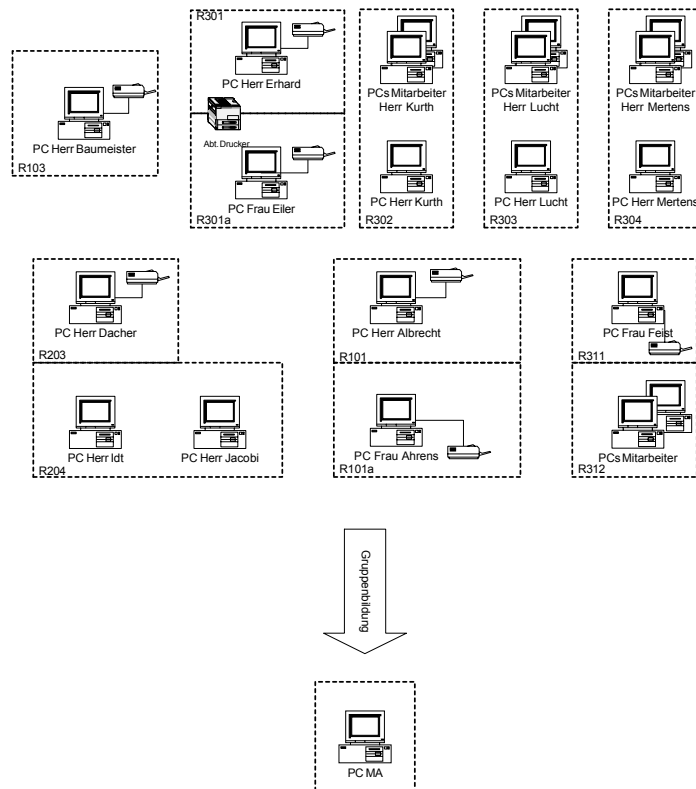 R301
PC Herr Erhard
Abt.Drucker
PC Frau Eiler
R301a
PC Herr Baumeister
R103
PCs Mitarbeiter
Herr Kurth
PC Herr Kurth
R302
PCs Mitarbeiter
Herr Lucht
PC Herr Lucht
R303
PCs Mitarbeiter
Herr Mertens
PC Herr Mertens
R304
PC Herr Dacher
R203
PC Herr Idt
PC Herr Jacobi
R204
PC Herr Albrecht
R101
PC Frau Ahrens
R101a
PC Frau Feist
R311
PCs Mitarbeiter
R312
Gruppenbildung
PC MA